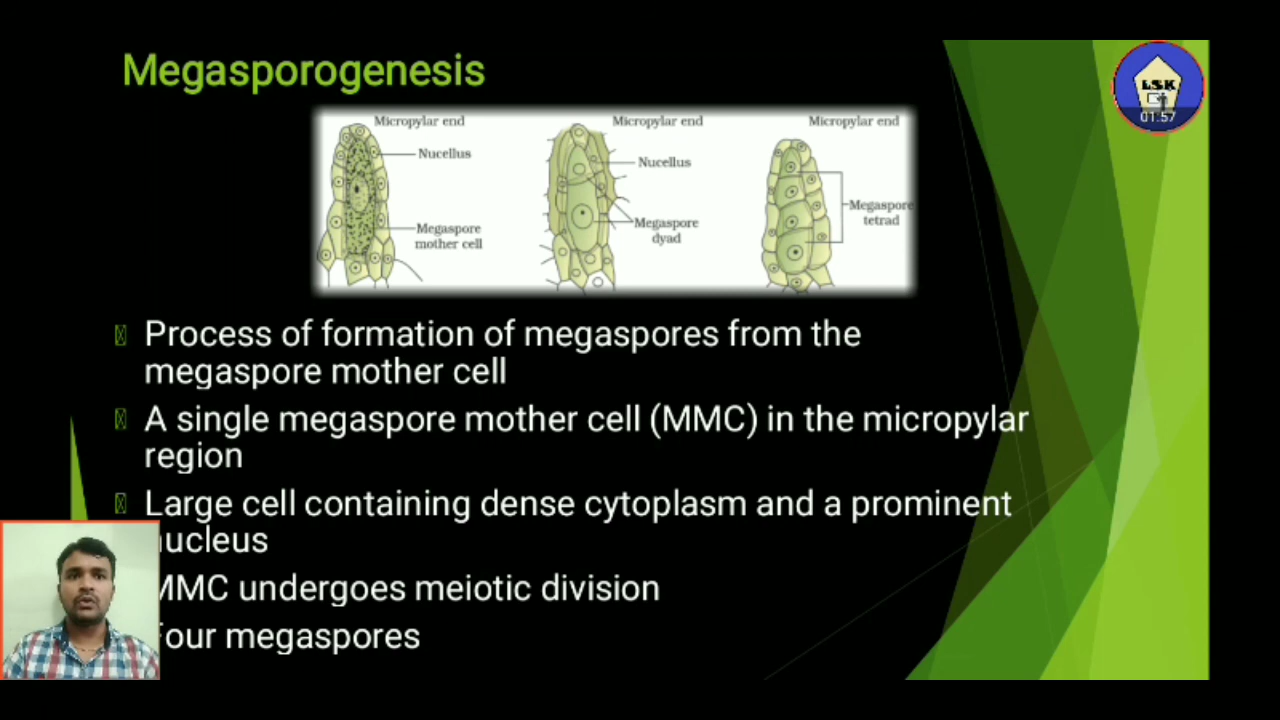 Megasporogenesis
LSK
01:57
Micropylar end
Micropylar end
Micropylar end
Nucellus
Nucellus
Megaspore
mother cell
Megaspore
dyad
Megaspore
tetrad
Process of formation of megaspores from the
megaspore mother cell
A single megaspore mother cell (MMC) in the micropylar
region
Large cell containing dense cytoplasm and a prominent
nucleus
MMC undergoes meiotic division
Four megaspores